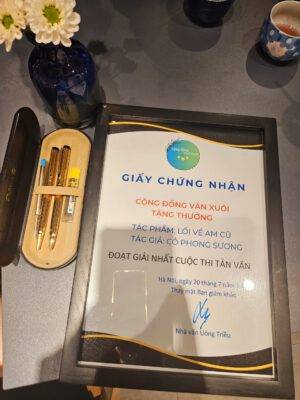 GIẤY CHỨNG NHẬN
CỘNG ĐỒNG VĂN XUÔI
TẶNG THƯỞNG
TÁC PHẨM: LỐI VỀ AM CŨ
TÁC GIẢ: CỎ PHONG SƯƠNG
ĐOẠT GIẢI NHẤT CUỘC THI TẢN VĂN
Hà Nội, ngày 20 tháng 7 năm
Thay mặt Ban giám khảo
Nhà văn Uông Triều